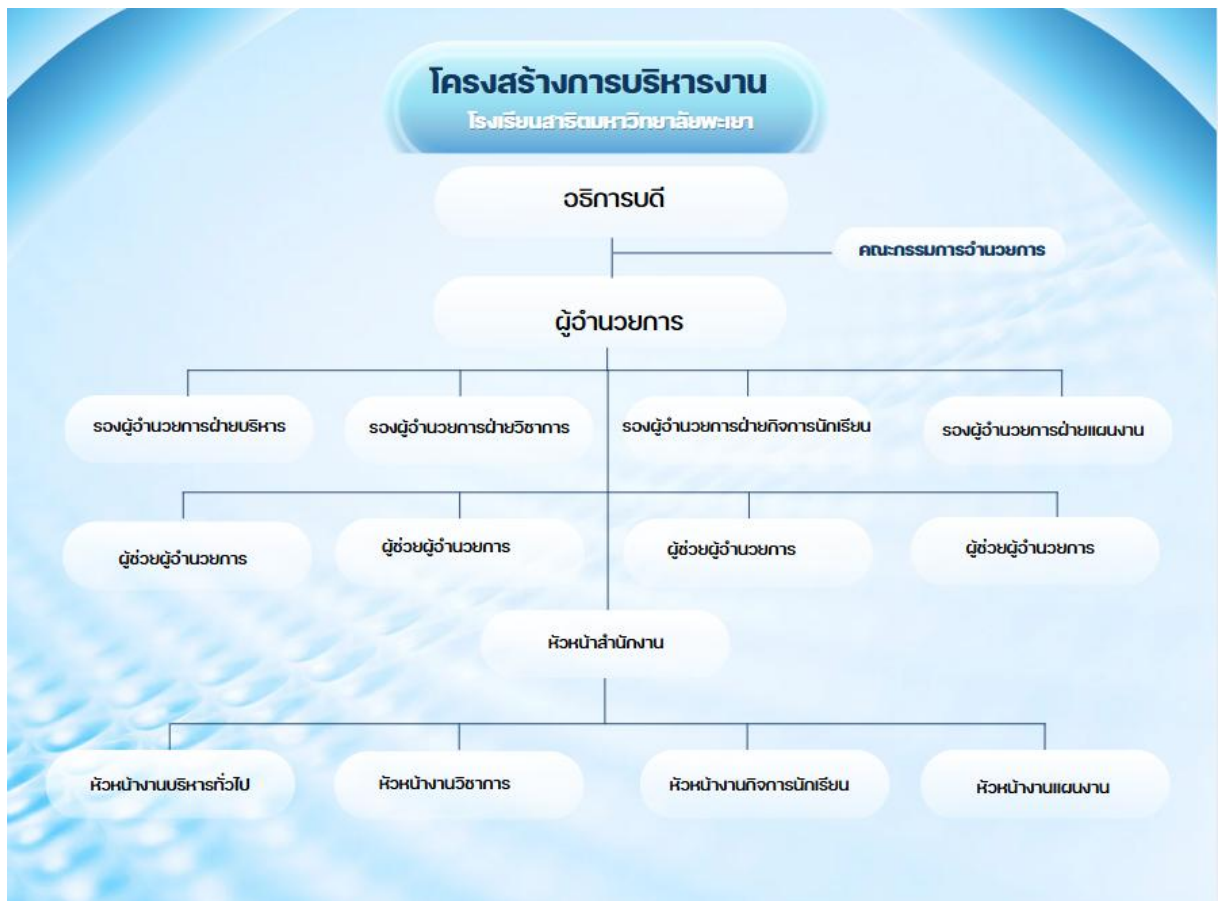 โครงสร้างการบริหารงาน
โรงเรียนสาธิตมหาวิทยาลัยพะเยา
อธิการบดี
คณะกรรมการอำนวยการ
ผู้อำนวยการ
รองผู้อำนวยการฝ่ายบริหาร
รองผู้อำนวยการฝ่ายวิชาการ
รองผู้อำนวยการฝ่ายกิจการนักเรียน
รองผู้อำนวยการฝ่ายแผนงาน
ผู้ช่วยผู้อำนวยการ
ผู้ช่วยผู้อำนวยการ
ผู้ช่วยผู้อำนวยการ
ผู้ช่วยผู้อำนวยการ
หัวหน้าสำนักงาน
หัวหน้างานบริหารทั่วไป
หัวหน้างานวิชาการ
หัวหน้างานกิจการนักเรียน
หัวหน้างานแผนงาน